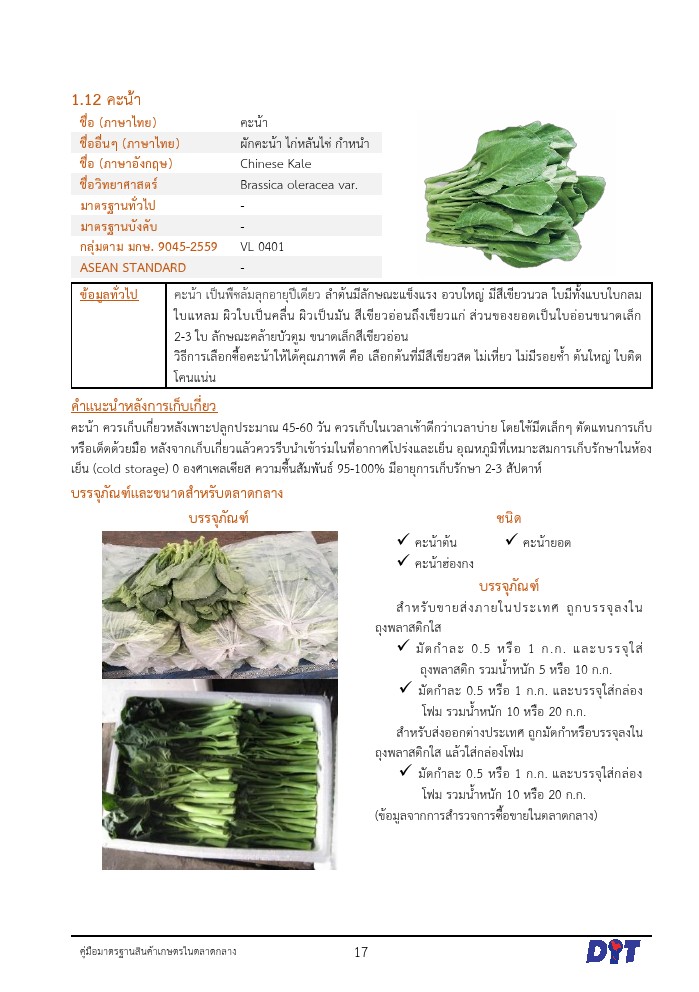 1.12 คะน้า
ชื่อ (ภาษาไทย) คะน้า
ชื่ออื่นๆ (ภาษาไทย) ผักคะน้า ไก่หลันไช่ กำหนำ
ชื่อ (ภาษาอังกฤษ) Chinese Kale
ชื่อวิทยาศาสตร์ Brassica oleracea var.
มาตรฐานทั่วไป -
มาตรฐานบังคับ -
กลุ่มตาม มกษ. 9045-2559 VL 0401
ASEAN STANDARD -
ข้อมูลทั่วไป คะน้า เป็นพืชล้มลุกอายุปีเดียว ลำต้นมีลักษณะแข็งแรง อวบใหญ่ มีสีเขียวนวล ใบมีทั้งแบบใบกลม
ใบแหลม ผิวใบเป็นคลื่น ผิวเป็นมัน สีเขียวอ่อนถึงเขียวแก่ ส่วนของยอดเป็นใบอ่อนขนาดเล็ก
2-3 ใบ ลักษณะคล้ายบัวตูม ขนาดเล็กสีเขียวอ่อน
วิธีการเลือกซื้อคะน้าให้ได้คุณภาพดี คือ เลือกต้นที่มีสีเขียวสด ไม่เหี่ยว ไม่มีรอยช้ำ ต้นใหญ่ ใบติด
โคนแน่น
คำแนะนำหลังการเก็บเกี่ยว
คะน้า ควรเก็บเกี่ยวหลังเพาะปลูกประมาณ 45-60 วัน ควรเก็บในเวลาเช้าดีกว่าเวลาบ่าย โดยใช้มีดเล็กๆ ตัดแทนการเก็บ
หรือเด็ดด้วยมือ หลังจากเก็บเกี่ยวแล้วควรรีบนำเข้าร่มในที่อากาศโปร่งและเย็น อุณหภูมิที่เหมาะสมการเก็บรักษาในห้อง
เย็น (cold storage) 0 องศาเซลเซียส ความชื้นสัมพันธ์ 95-100% มีอายุการเก็บรักษา 2-3 สัปดาห์
บรรจุภัณฑ์และขนาดสำหรับตลาดกลาง
บรรจุภัณฑ์
ชนิด
✓ คะน้าต้น ✓ คะน้ายอด
✓ คะน้าฮ่องกง
บรรจุภัณฑ์
สำหรับขายส่งภายในประเทศ ถูกบรรจุลงใน
ถุงพลาสติกใส
✓ มัดกำละ 0.5 หรือ 1 ก.ก. และบรรจุใส่
ถุงพลาสติก รวมน้ำหนัก 5 หรือ 10 ก.ก.
✓ มัดกำละ 0.5 หรือ 1 ก.ก. และบรรจุใส่กล่อง
โฟม รวมน้ำหนัก 10 หรือ 20 ก.ก.
สำหรับส่งออกต่างประเทศ ถูกมัดกำหรือบรรจุลงใน
ถุงพลาสติกใส แล้วใส่กล่องโฟม
✓ มัดกำละ 0.5 หรือ 1 ก.ก. และบรรจุใส่กล่อง
โฟม รวมน้ำหนัก 10 หรือ 20 ก.ก.
(ข้อมูลจากการสำรวจการซื้อขายในตลาดกลาง)
คู่มือมาตรฐานสินค้าเกษตรในตลาดกลาง 17 DIT